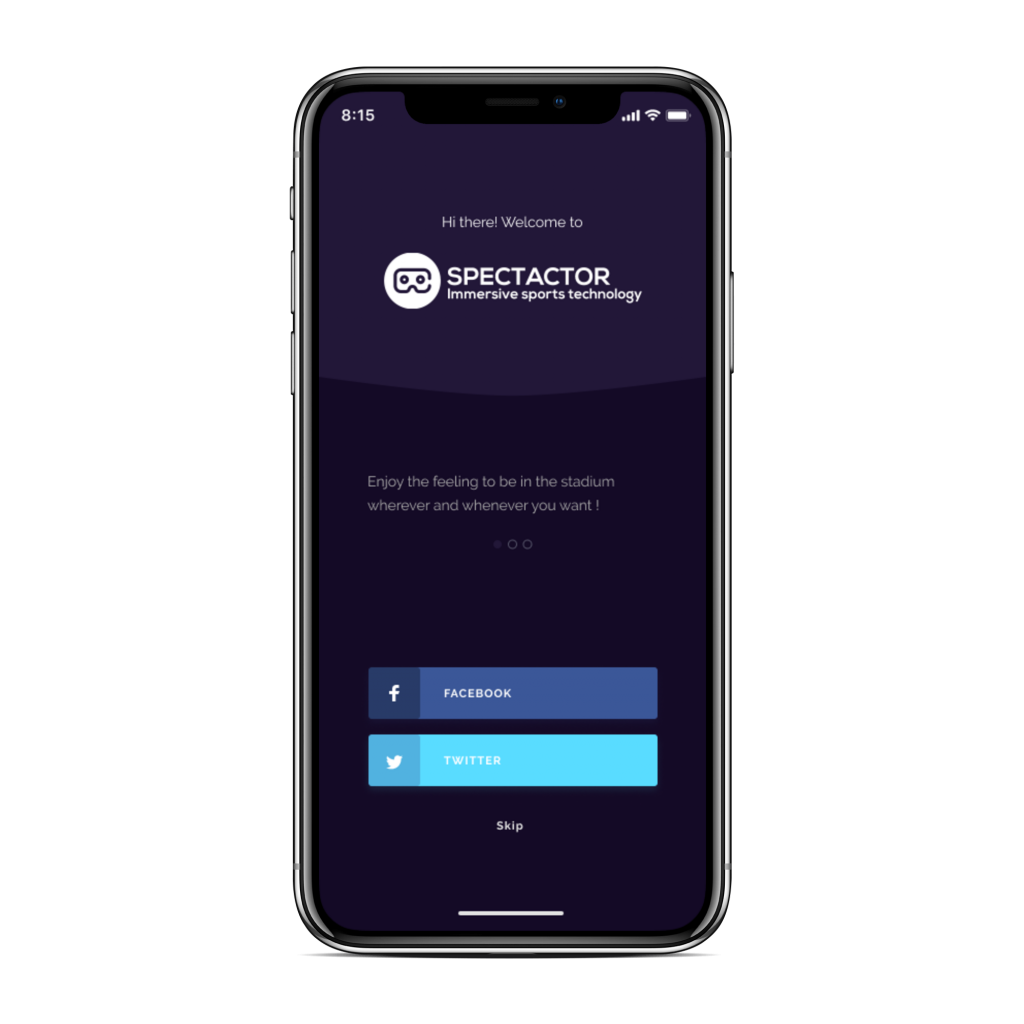 8:15
Hi there! Welcome to
SPECTACTOR
Immersive sports technology
Enjoy the feeling to be in the stadium
wherever and whenever you want !
FACEBOOK
TWITTER
Skip